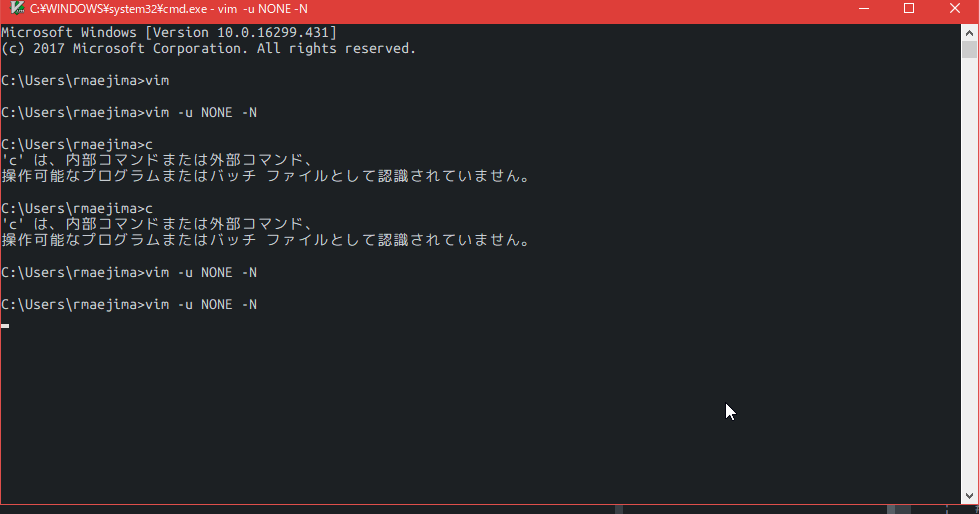 C:¥WINDOWS¥system32¥cmd.exe - vim -u NONE -N
Microsoft Windows [Version 10.0.16299.431]
(c) 2017 Microsoft Corporation. All rights reserved.
C:\Users\rmaejima>vim
C:\Users\rmaejima>vim -u NONE -N
C:\Users\rmaejima>c
'c' は、内部コマンドまたは外部コマンド、
操作可能なプログラムまたはバッチ ファイルとして認識されていません。
C:\Users\rmaejima>c
'c' は、内部コマンドまたは外部コマンド、
操作可能なプログラムまたはバッチ ファイルとして認識されていません。
C:\Users\rmaejima>vim -u NONE -N
C:\Users\rmaejima>vim -u NONE -N